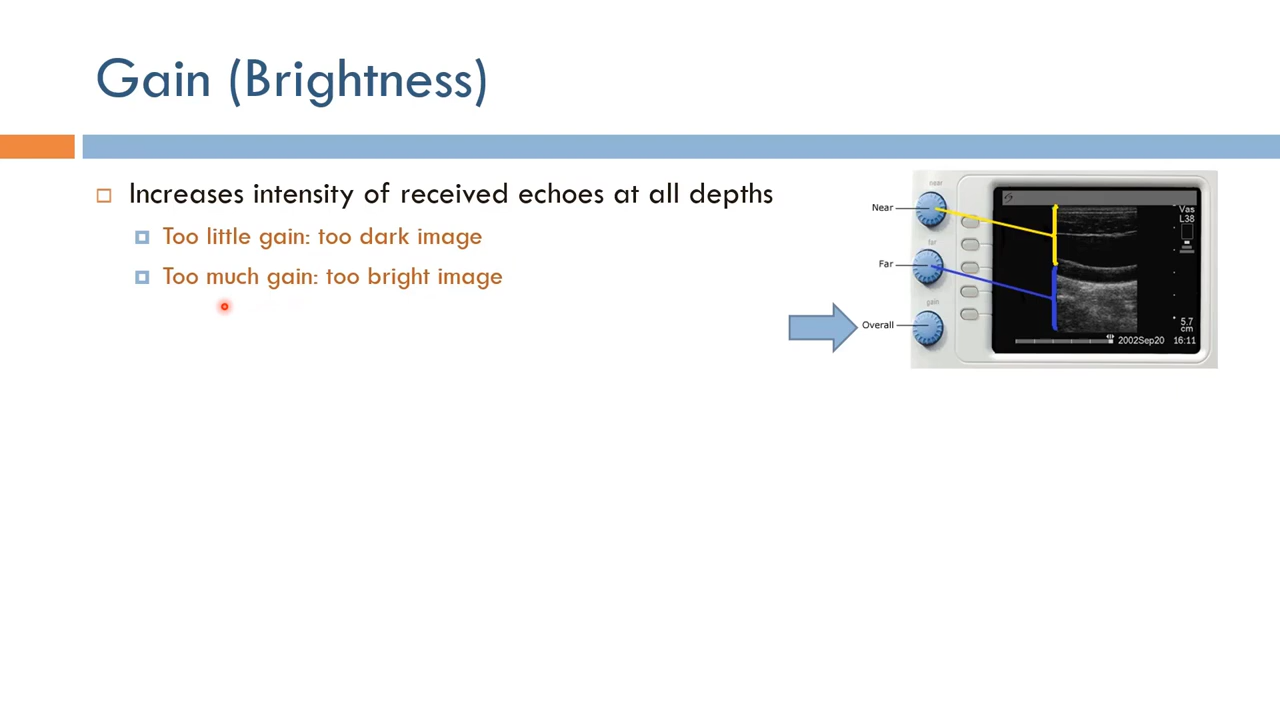 Gain (Brightness)
Increases intensity of received echoes at all depths
Too little gain: too dark image
Too much gain: too bright image
near
Near
far
Far
gain
Overall
Vas
L38
5.7
cm
2002Sep20 16:11